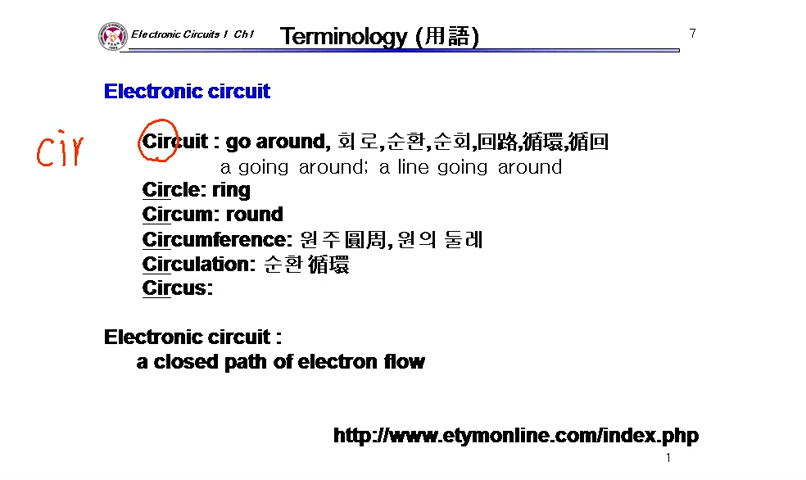 Electronic Circuits 1 Ch1
Terminology (用語)
7
Electronic circuit
cir
Circuit : go around, 회로,순환,순회,回路,循環,循回
a going around; a line going around
Circle: ring
Circum: round
Circumference: 원주 圓周, 원의 둘레
Circulation: 순환 循環
Circus:
Electronic circuit :
a closed path of electron flow
http://www.etymonline.com/index.php
1